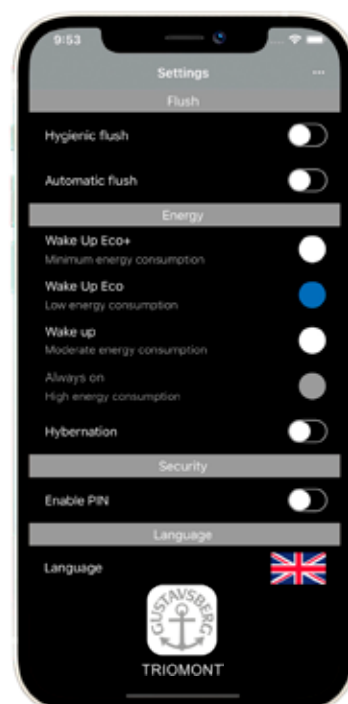 9:53
Settings
Flush
Hygienic flush
Automatic flush
Energy
Wake Up Eco+
Minimum energy consumption
Wake Up Eco
Low energy consumption
Wake up
Moderate energy consumption
Always on
High energy consumption
Hybernation
Security
Enable PIN
Language
Language
GUSTAVSBERG
TRIOMONT